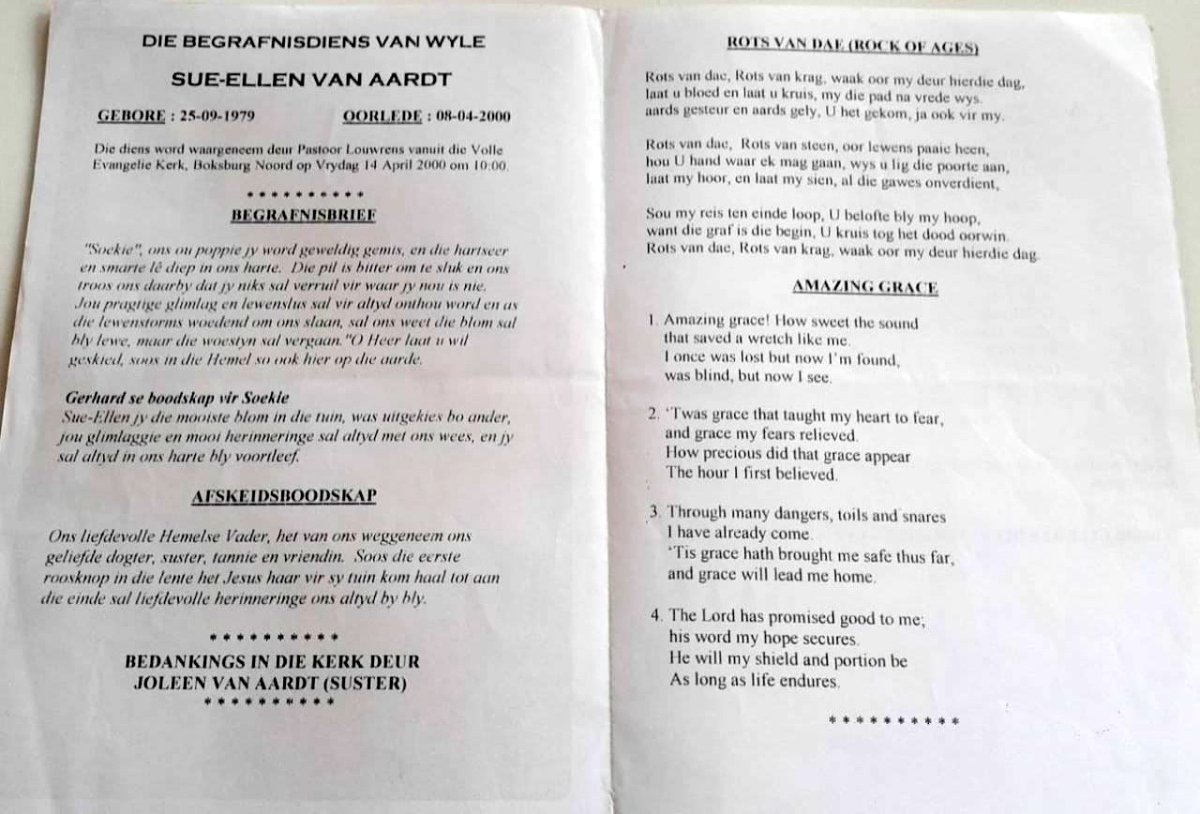 DIE BEGRAFNISDIENS VAN WYLE
SUE-ELLEN VAN AARDT
GEBORE : 25-09-1979 OORLEDE : 08-04-2000
Die diens word waargeneem deur Pastoor Louwrens vanuit die Volle
Evangelie Kerk, Boksburg Noord op Vrydag 14 April 2000 om 10:00.
* * * * * * * * * *
BEGRAFNISBRIEF
"Soekie", ons ou poppie jy word geweldig gemis, en die hartseer
en smarte lê diep in ons harte. Die pil is bitter om te sluk en ons
troos ons daarby dat jy niks sal verruil vir waar jy nou is nie.
Jou pragtige glimlag en lewenslus sal vir altyd onthou word en as
die lewenstorms woedend om ons slaan, sal ons weet die blom sal
bly lewe, maar die woestyn sal vergaan."O Heer laat u wil
geskied, soos in die Hemel so ook hier op die aarde.
Gerhard se boodskap vir Soekie
Sue-Ellen jy die mooiste blom in die tuin, was uitgekies bo ander,
jou glimlaggie en mooi herinneringe sal altyd met ons wees, en jy
sal altyd in ons harte bly voortleef.
AFSKEIDSBOODSKAP
Ons liefdevolle Hemelse Vader, het van ons weggeneem ons
geliefde dogter, suster, tannie en vriendin. Soos die eerste
roosknop in die lente het Jesus haar vir sy tuin kom haal tot aan
die einde sal liefdevolle herinneringe ons altyd by bly.
* * * * * * * * * *
BEDANKINGS IN DIE KERK DEUR
JOLEEN VAN AARDT (SUSTER)
* * * * * * * * * *
ROTS VAN DAE (ROCK OF AGES)
Rots van dae, Rots van krag, waak oor my deur hierdie dag,
laat u bloed en laat u kruis, my die pad na vrede wys.
aards gesteur en aards gely, U het gekom, ja ook vir my.
Rots van dae, Rots van steen, oor lewens paaie heen,
hou U hand waar ek mag gaan, wys u lig die poorte aan,
laat my hoor, en laat my sien, al die gawes onverdient,
Sou my reis ten einde loop, U belofte bly my hoop,
want die graf is die begin, U kruis tog het dood oorwin.
Rots van dae, Rots van krag, waak oor my deur hierdie dag.
AMAZING GRACE
1. Amazing grace! How sweet the sound
that saved a wretch like me.
I once was lost but now I'm found,
was blind, but now I see.
2. 'Twas grace that taught my heart to fear,
and grace my fears relieved.
How precious did that grace appear
The hour I first believed.
3. Through many dangers, toils and snares
I have already come.
'Tis grace hath brought me safe thus far,
and grace will lead me home.
4. The Lord has promised good to me;
his word my hope secures.
He will my shield and portion be
As long as life endures.
* * * * * * * * * *